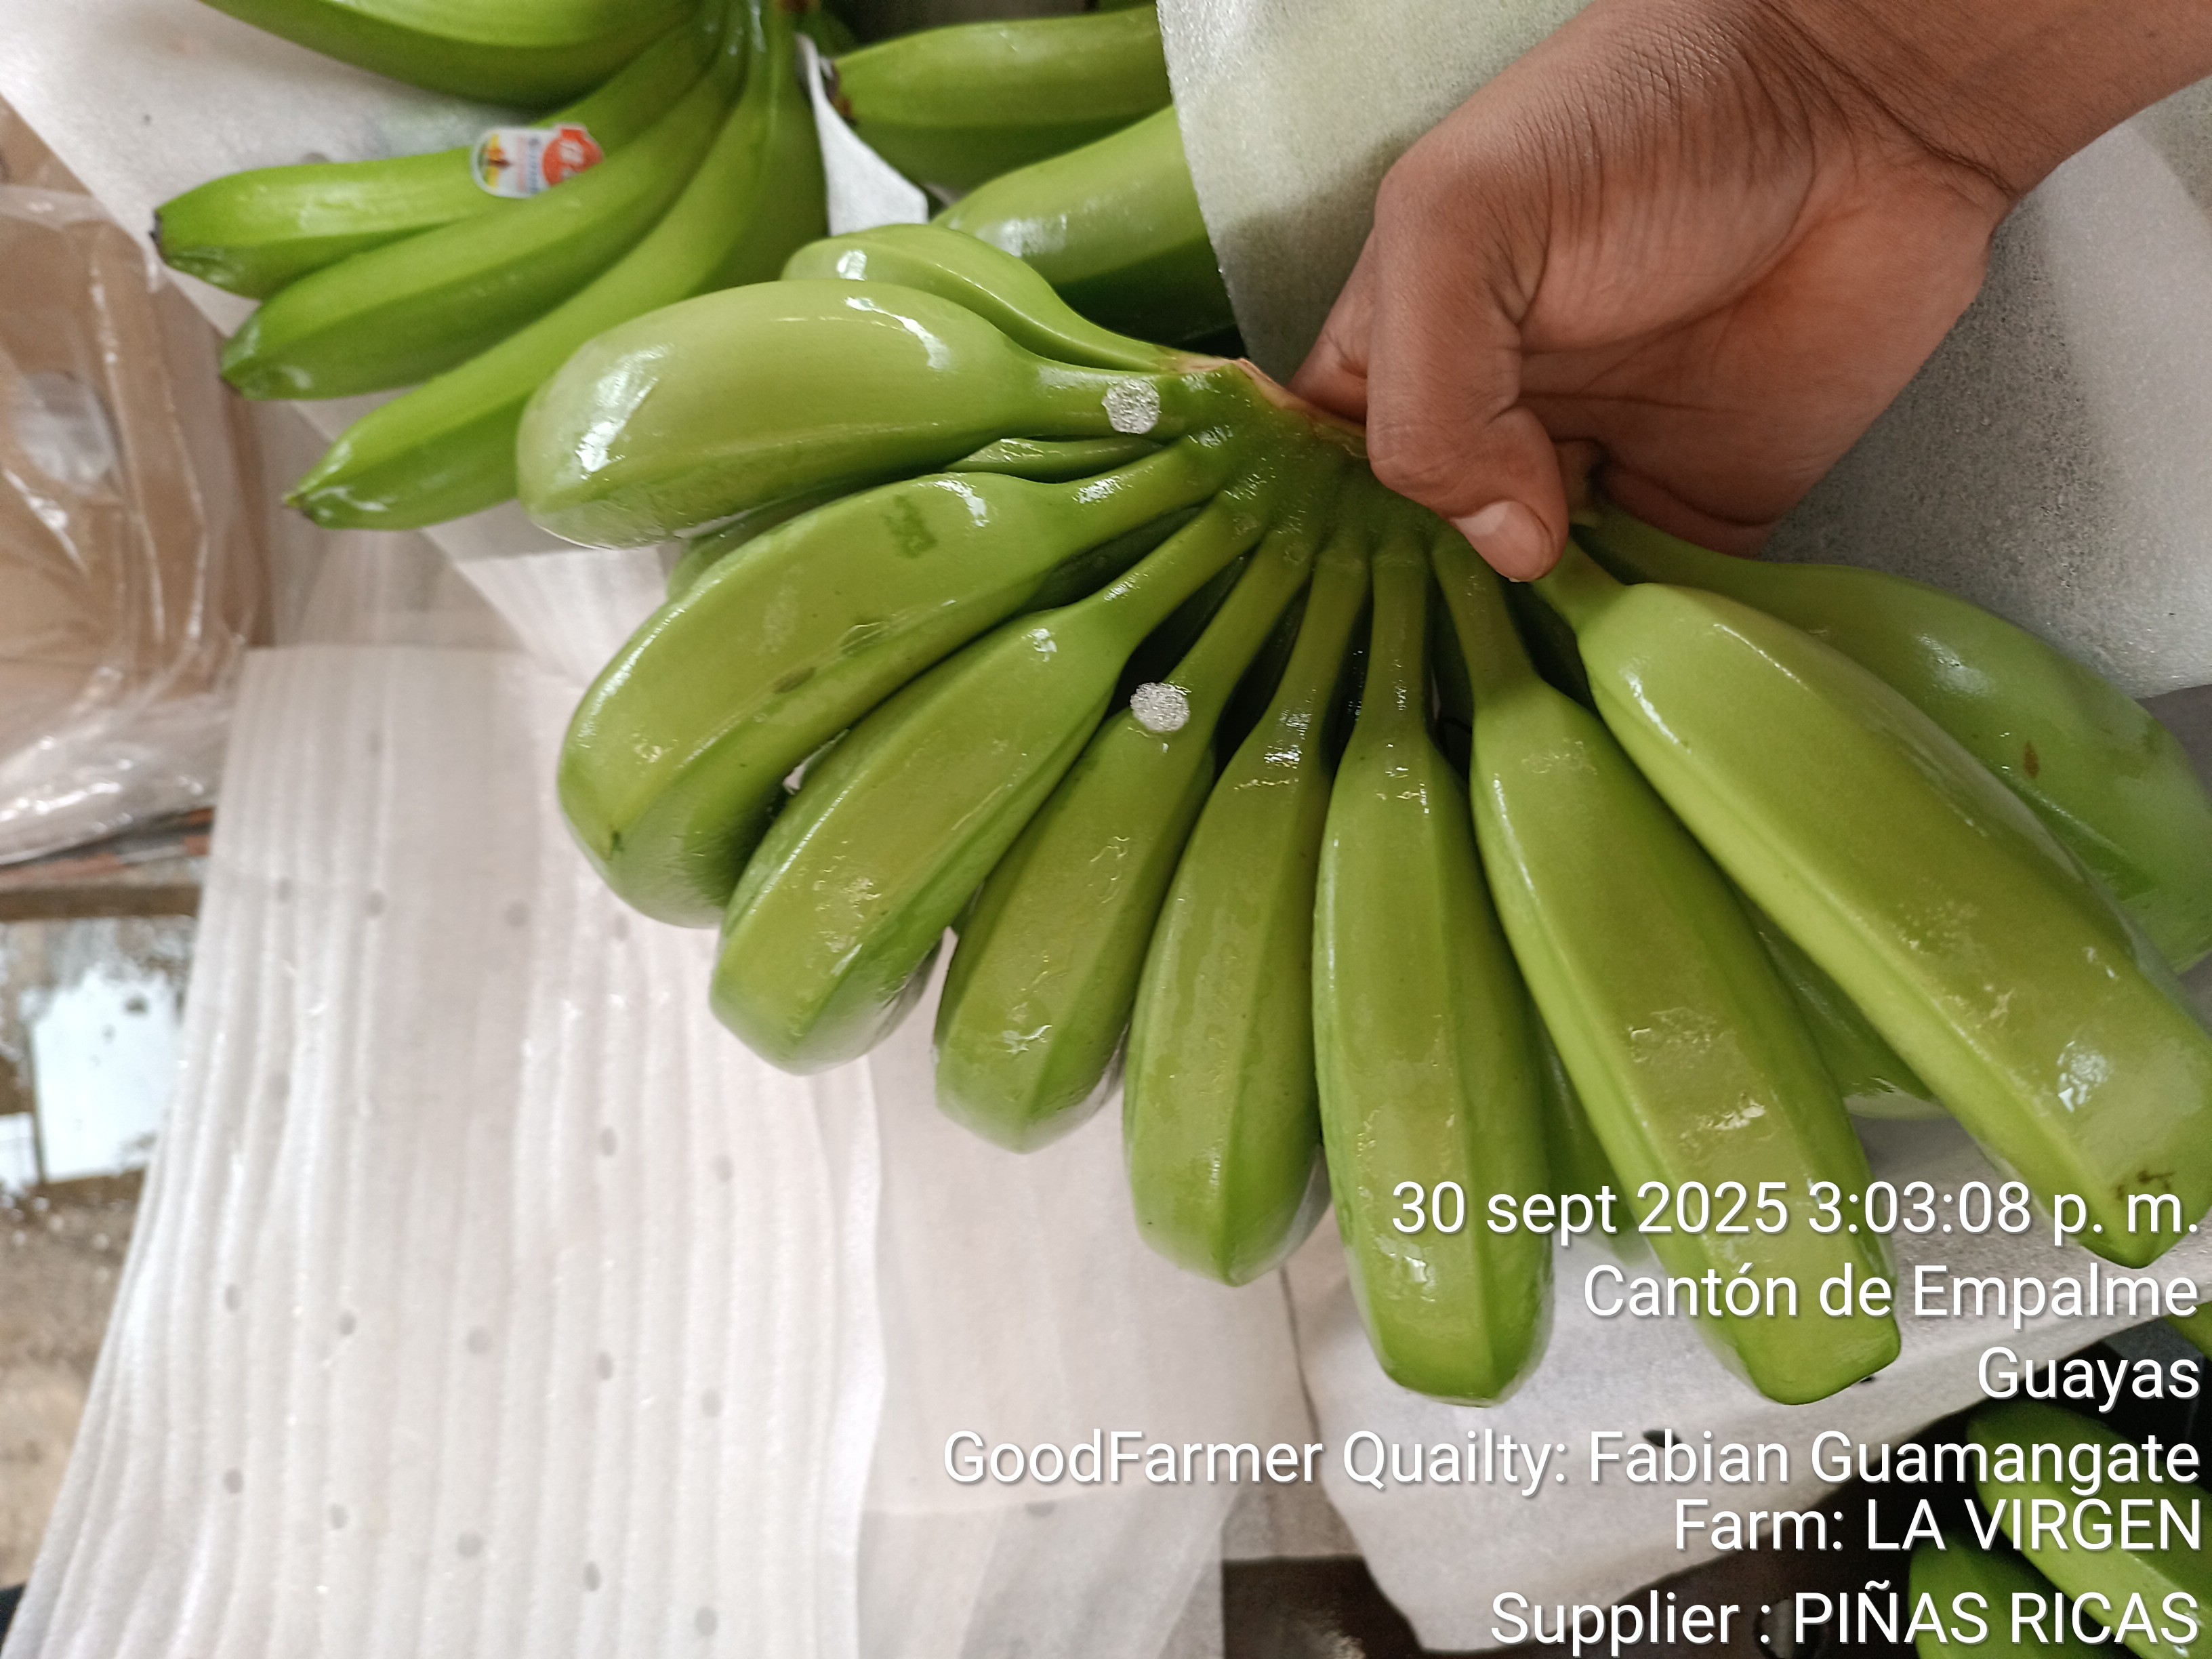 30 sept 2025 3:03:08 p. m.
Cantón de Empalme
Guayas
GoodFarmer Quailty: Fabian Guamangate
Farm: LA VIRGEN
Supplier : PIÑAS RICAS